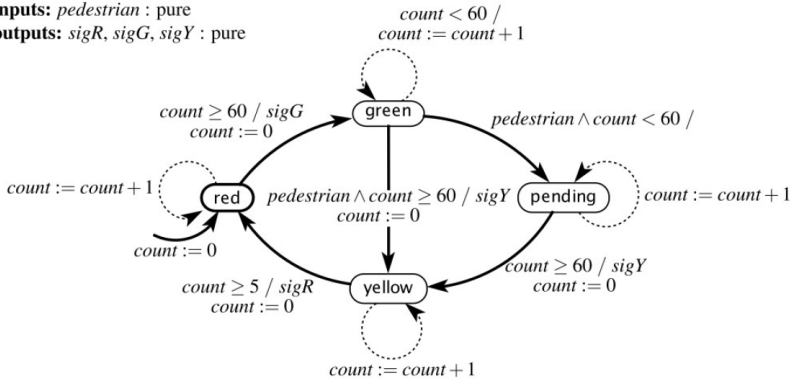 inputs: pedestrian : pure
outputs: sigR, sigG, sigY : pure
count < 60 /
count := count + 1
green
count ≥ 60 / sigG
count := 0
pedestrian ∧ count < 60 /
count := count + 1
red
pedestrian ∧ count ≥ 60 / sigY
count := 0
pending
count := count + 1
count := 0
count ≥ 5 / sigR
count := 0
yellow
count ≥ 60 / sigY
count := 0
count := count + 1